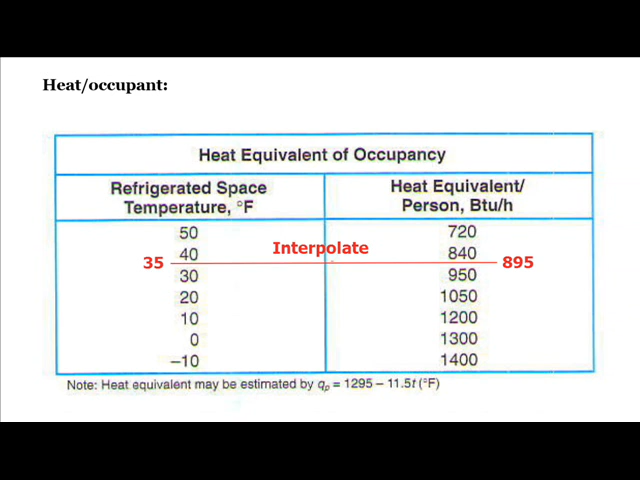 Heat/occupant:
Heat Equivalent of Occupancy
Refrigerated Space Temperature, °F
Heat Equivalent/ Person, Btu/h
50 720
Interpolate
40 840
35 895
30 950
20 1050
10 1200
0 1300
–10 1400
Note: Heat equivalent may be estimated by qp = 1295 – 11.5t (°F)